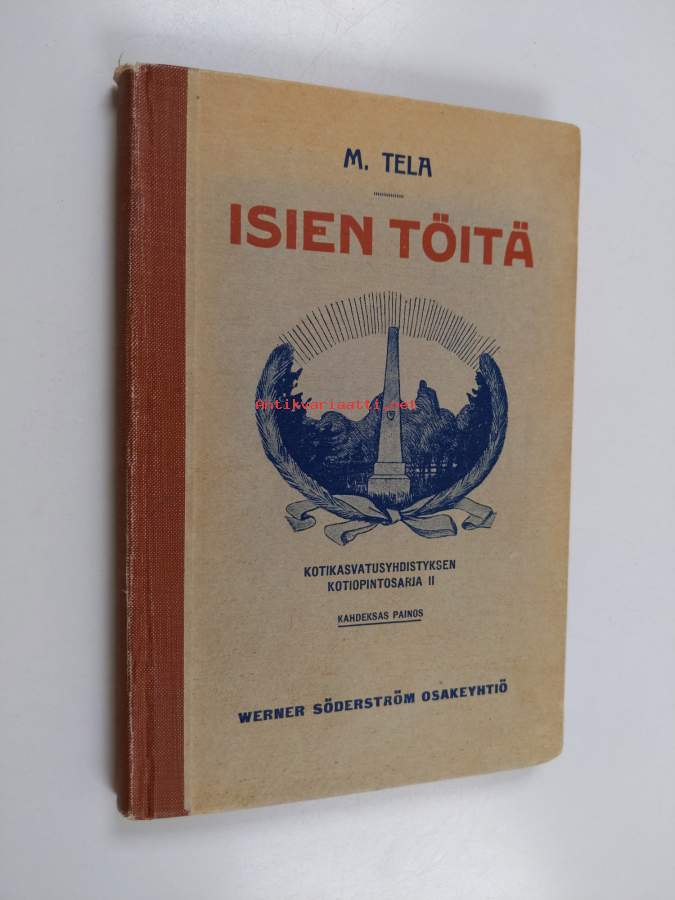 M. TELA
ISIEN TÖITÄ
Antikvariaatti.net
KOTIKASVATUSYHDISTYKSEN
KOTIOPINTOSARJA II
KAHDEKSAS PAINOS
WERNER SÖDERSTRÖM OSAKEYHTIÖ